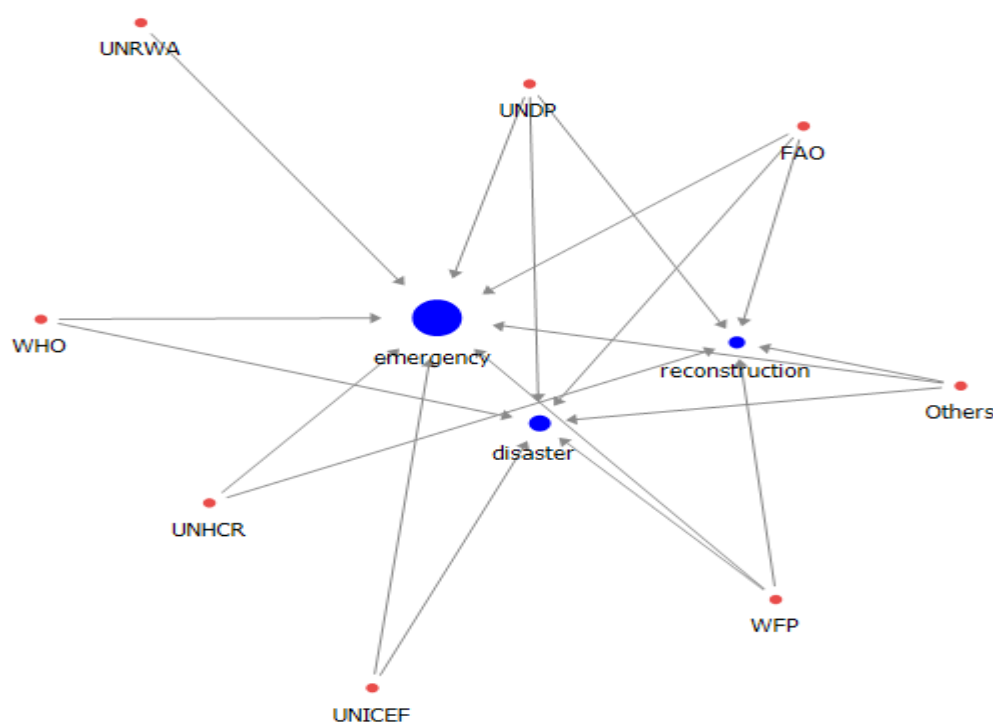 UNRWA
UNDP
FAO
WHO
emergency
reconstruction
Others
disaster
UNHCR
WFP
UNICEF